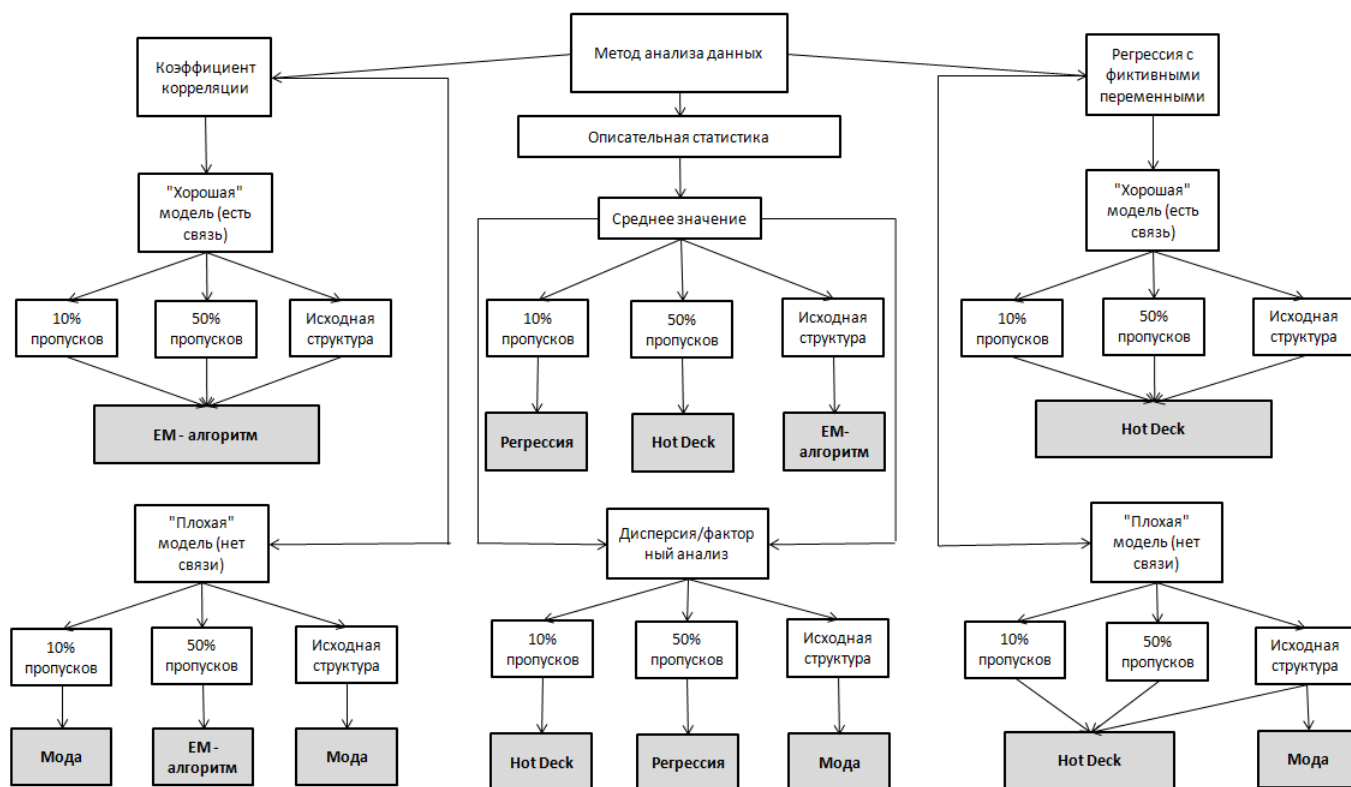 Метод анализа данных
Коэффициент
корреляции
Регрессия с
фиктивными
переменными
Описательная статистика
"Хорошая"
модель (есть
связь)
Среднее значение
"Хорошая"
модель (есть
связь)
10%
пропусков
50%
пропусков
Исходная
структура
10%
пропусков
50%
пропусков
Исходная
структура
10%
пропусков
50%
пропусков
Исходная
структура
EM - алгоритм
Регрессия
Hot Deck
EM-
алгоритм
Hot Deck
"Плохая"
модель (нет
связи)
Дисперсия/фактор
ный анализ
"Плохая"
модель (нет
связи)
10%
пропусков
50%
пропусков
Исходная
структура
10%
пропусков
50%
пропусков
Исходная
структура
10%
пропусков
50%
пропусков
Исходная
структура
Мода
EM -
алгоритм
Мода
Hot Deck
Регрессия
Мода
Hot Deck
Мода